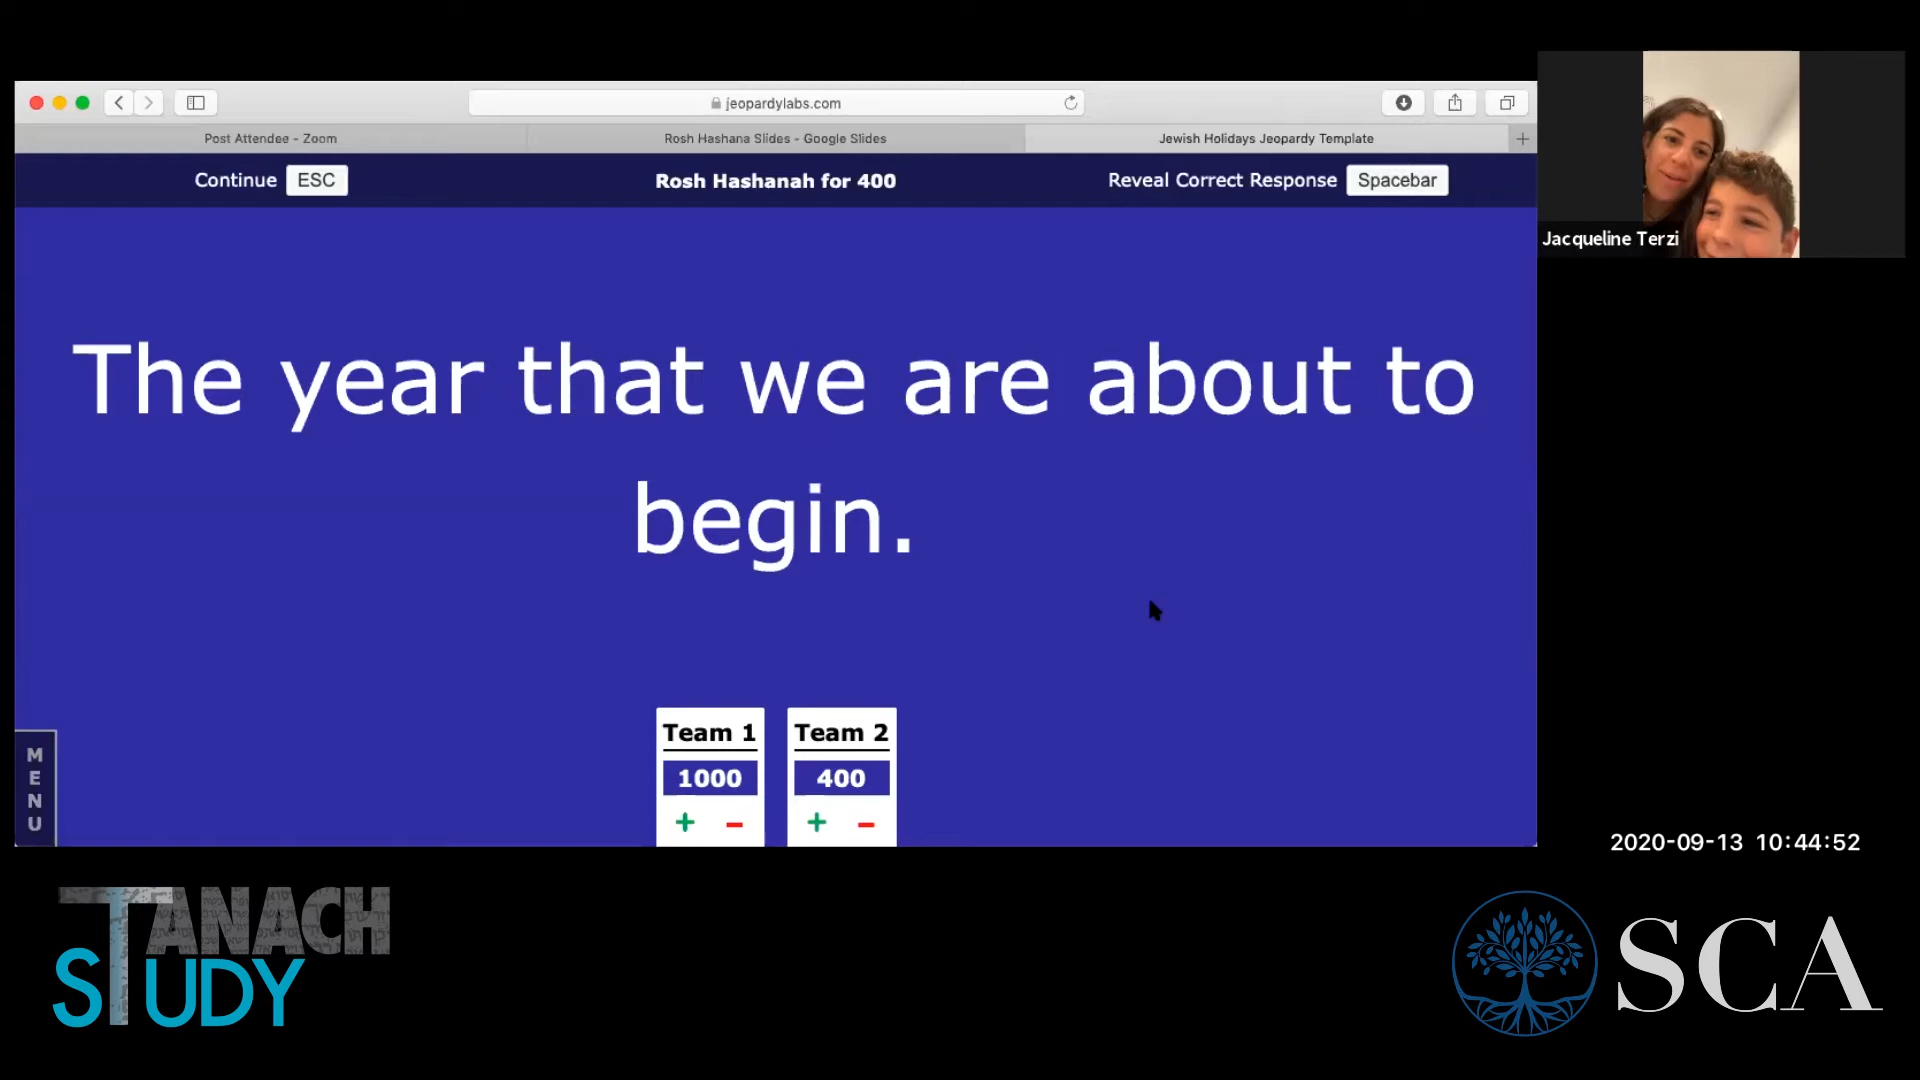 jeopardylabs.com
Post Attendee - Zoom
Rosh Hashana Slides - Google Slides
Jewish Holidays Jeopardy Template
Continue ESC
Rosh Hashanah for 400
Reveal Correct Response Spacebar
Jacqueline Terzi
The year that we are about to
begin.
Team 1
1000
+ −
Team 2
400
+ −
MENU
2020-09-13 10:44:52
TANACH
STUDY
SCA